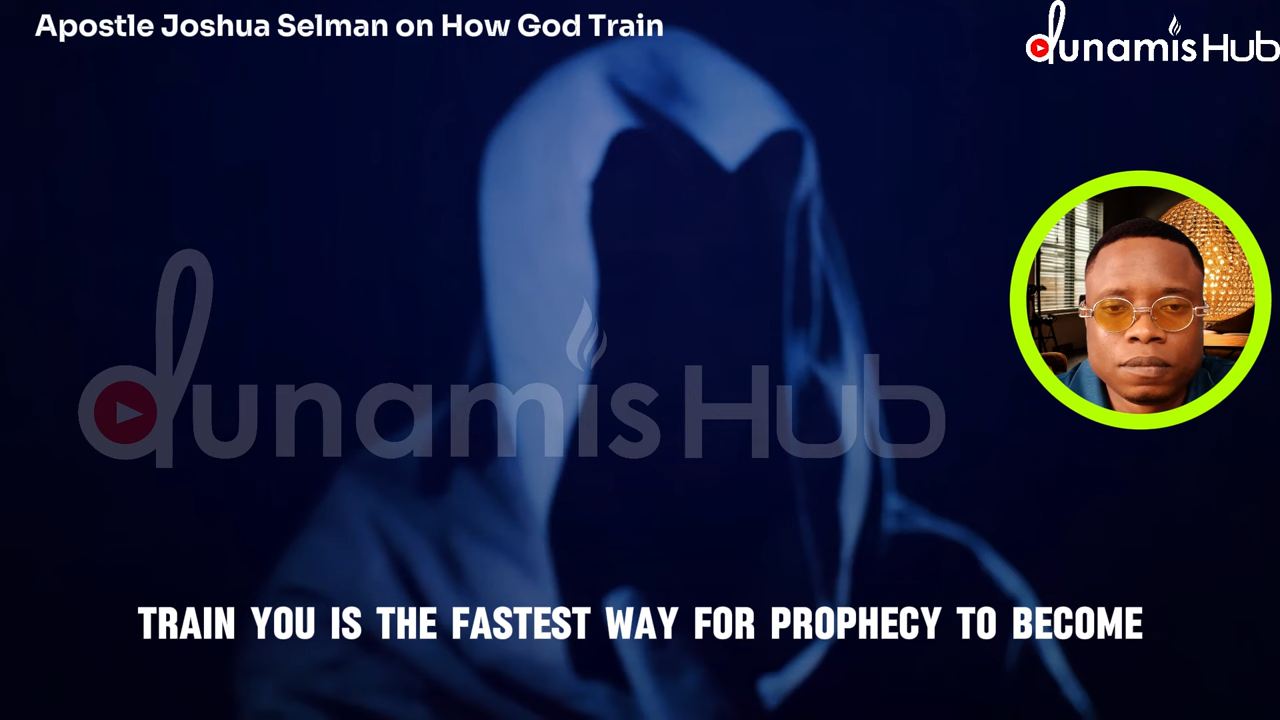 Apostle Joshua Selman on How God Train
dunamis Hub
dunamis Hub
TRAIN YOU IS THE FASTEST WAY FOR PROPHECY TO BECOME